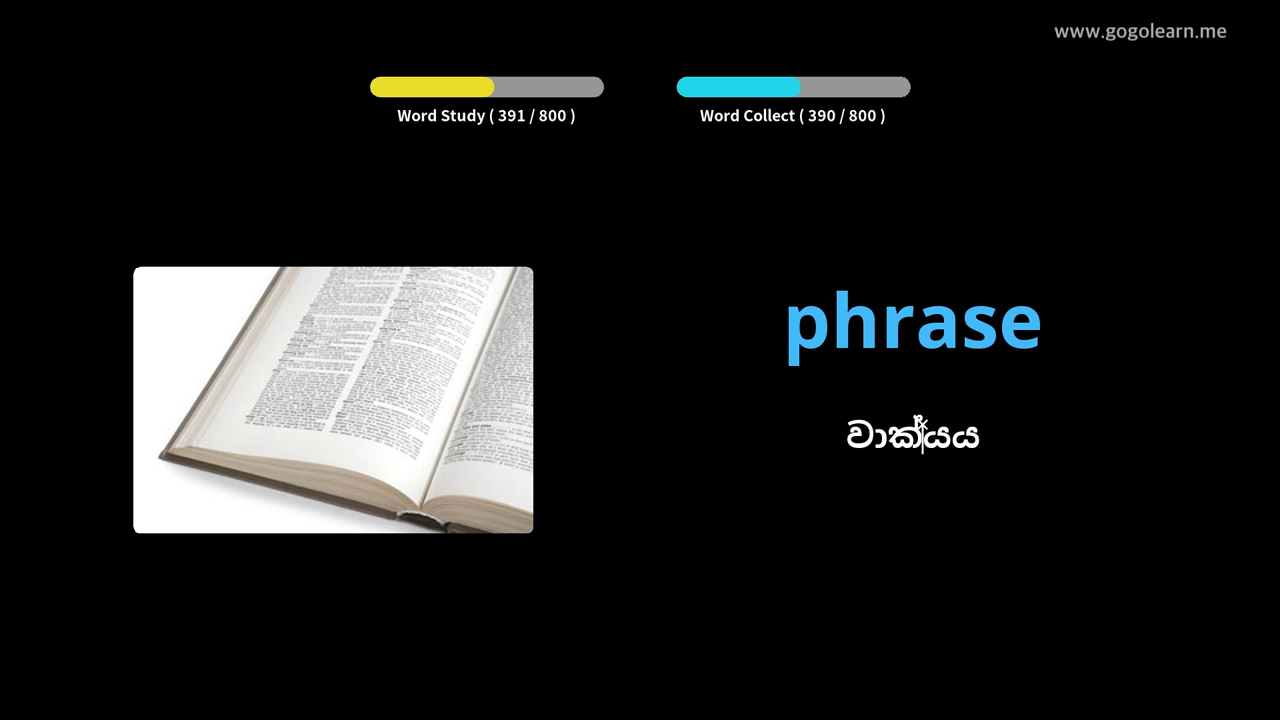 www.gogolearn.me
Word Study ( 391 / 800 )
Word Collect ( 390 / 800 )
phrase
වාක්‍යය